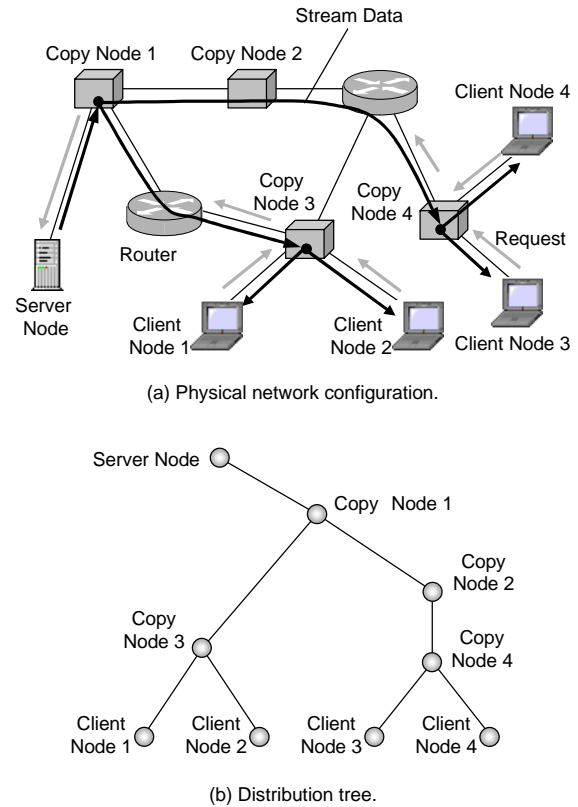 Stream Data
Copy Node 1
Copy Node 2
Client Node 4
Copy
Node 3
Copy
Node 4
Router
Request
Server
Node
Client
Node 1
Client
Node 2
Client Node 3
(a) Physical network configuration.
Server Node
Copy Node 1
Copy
Node 2
Copy
Node 3
Copy
Node 4
Client
Node 1
Client
Node 2
Client
Node 3
Client
Node 4
(b) Distribution tree.